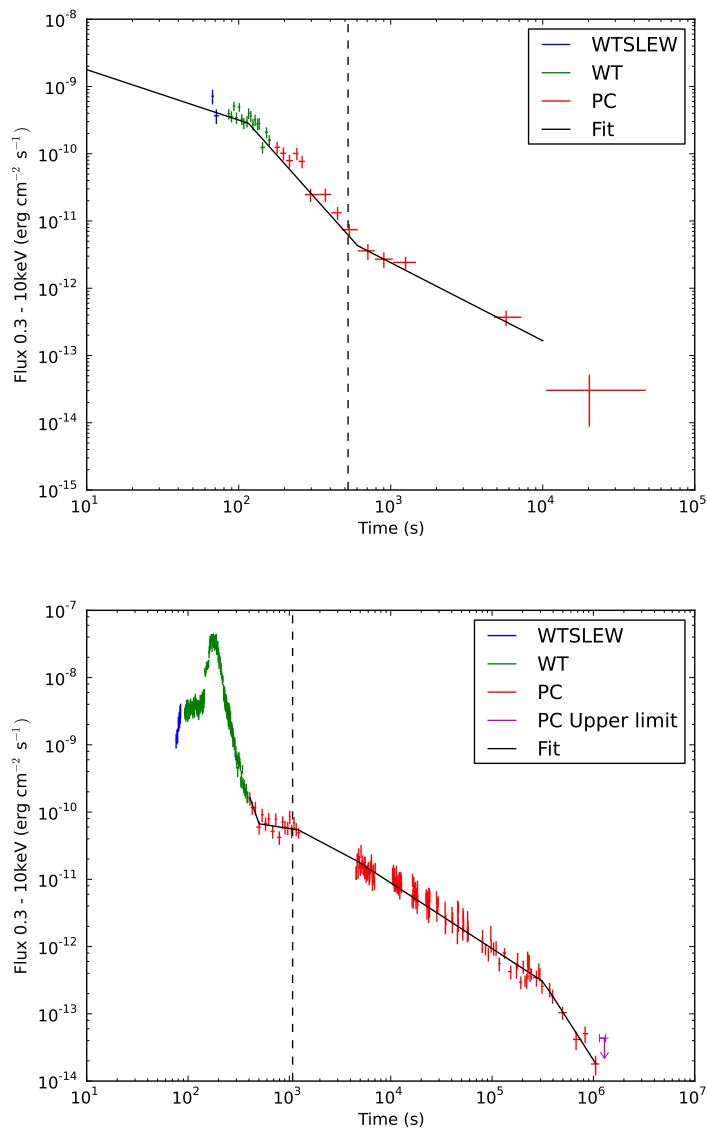 10^-8
10^-9
10^-10
10^-11
10^-12
10^-13
10^-14
10^-15
Flux 0.3 - 10keV (erg cm^-2 s^-1)
WTSLEW
WT
PC
Fit
10^1 10^2 10^3 10^4 10^5
Time (s)
10^-7
10^-8
10^-9
10^-10
10^-11
10^-12
10^-13
10^-14
Flux 0.3 - 10keV (erg cm^-2 s^-1)
WTSLEW
WT
PC
PC Upper limit
Fit
10^1 10^2 10^3 10^4 10^5 10^6 10^7
Time (s)